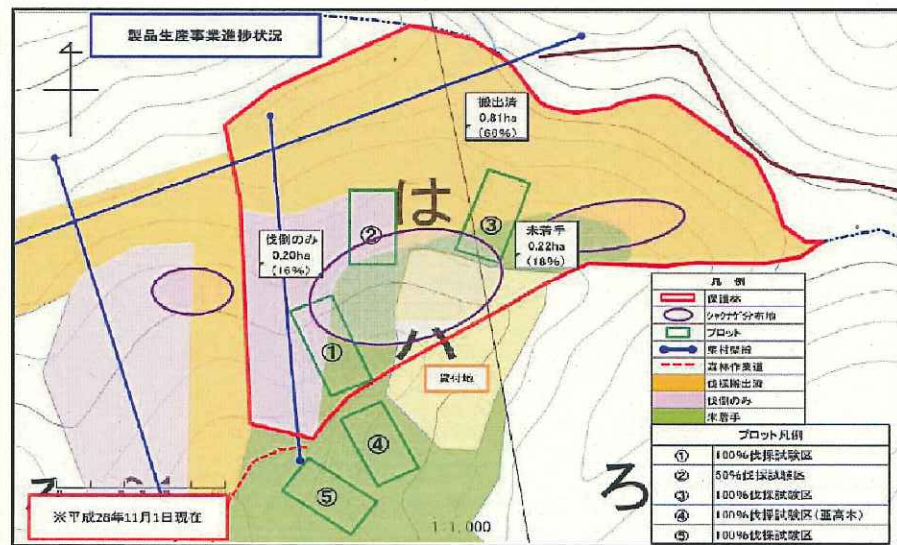 製品生産事業進捗状況
搬出済
0.81ha
(66%)
は
③
②
未着手
0.22ha
(18%)
伐倒のみ
0.20ha
(16%)
①
ハ
貸付地
④
⑤
ろ
※平成28年11月1日現在
1:1,000
凡 例
保護林
シャクナゲ分布地
プロット
集材架線
森林作業道
伐採搬出済
伐倒のみ
未着手
プロット凡例
① 100%伐採試験区
② 50%伐採試験区
③ 100%伐採試験区
④ 100%伐採試験区(亜高木)
⑤ 100%伐採試験区